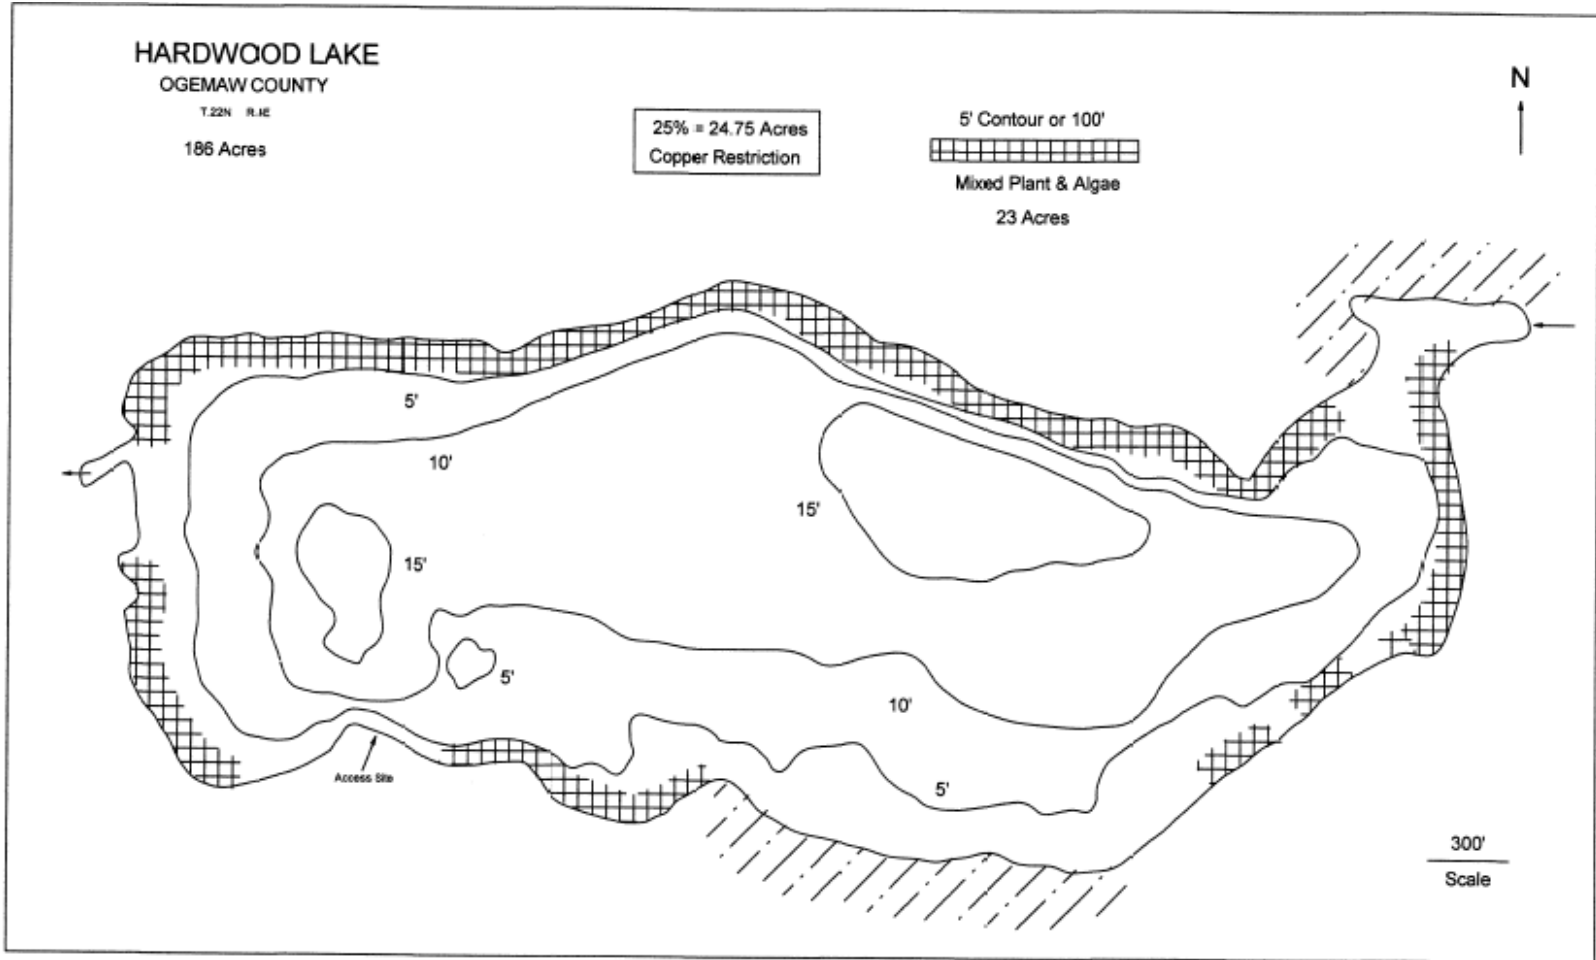 HARDWOOD LAKE
OGEMAW COUNTY
T.22N R.4E
186 Acres
25% = 24.75 Acres
Copper Restriction
5' Contour or 100'
Mixed Plant & Algae
23 Acres
N
5'
10'
15'
15'
5'
10'
5'
Access Site
300'
Scale